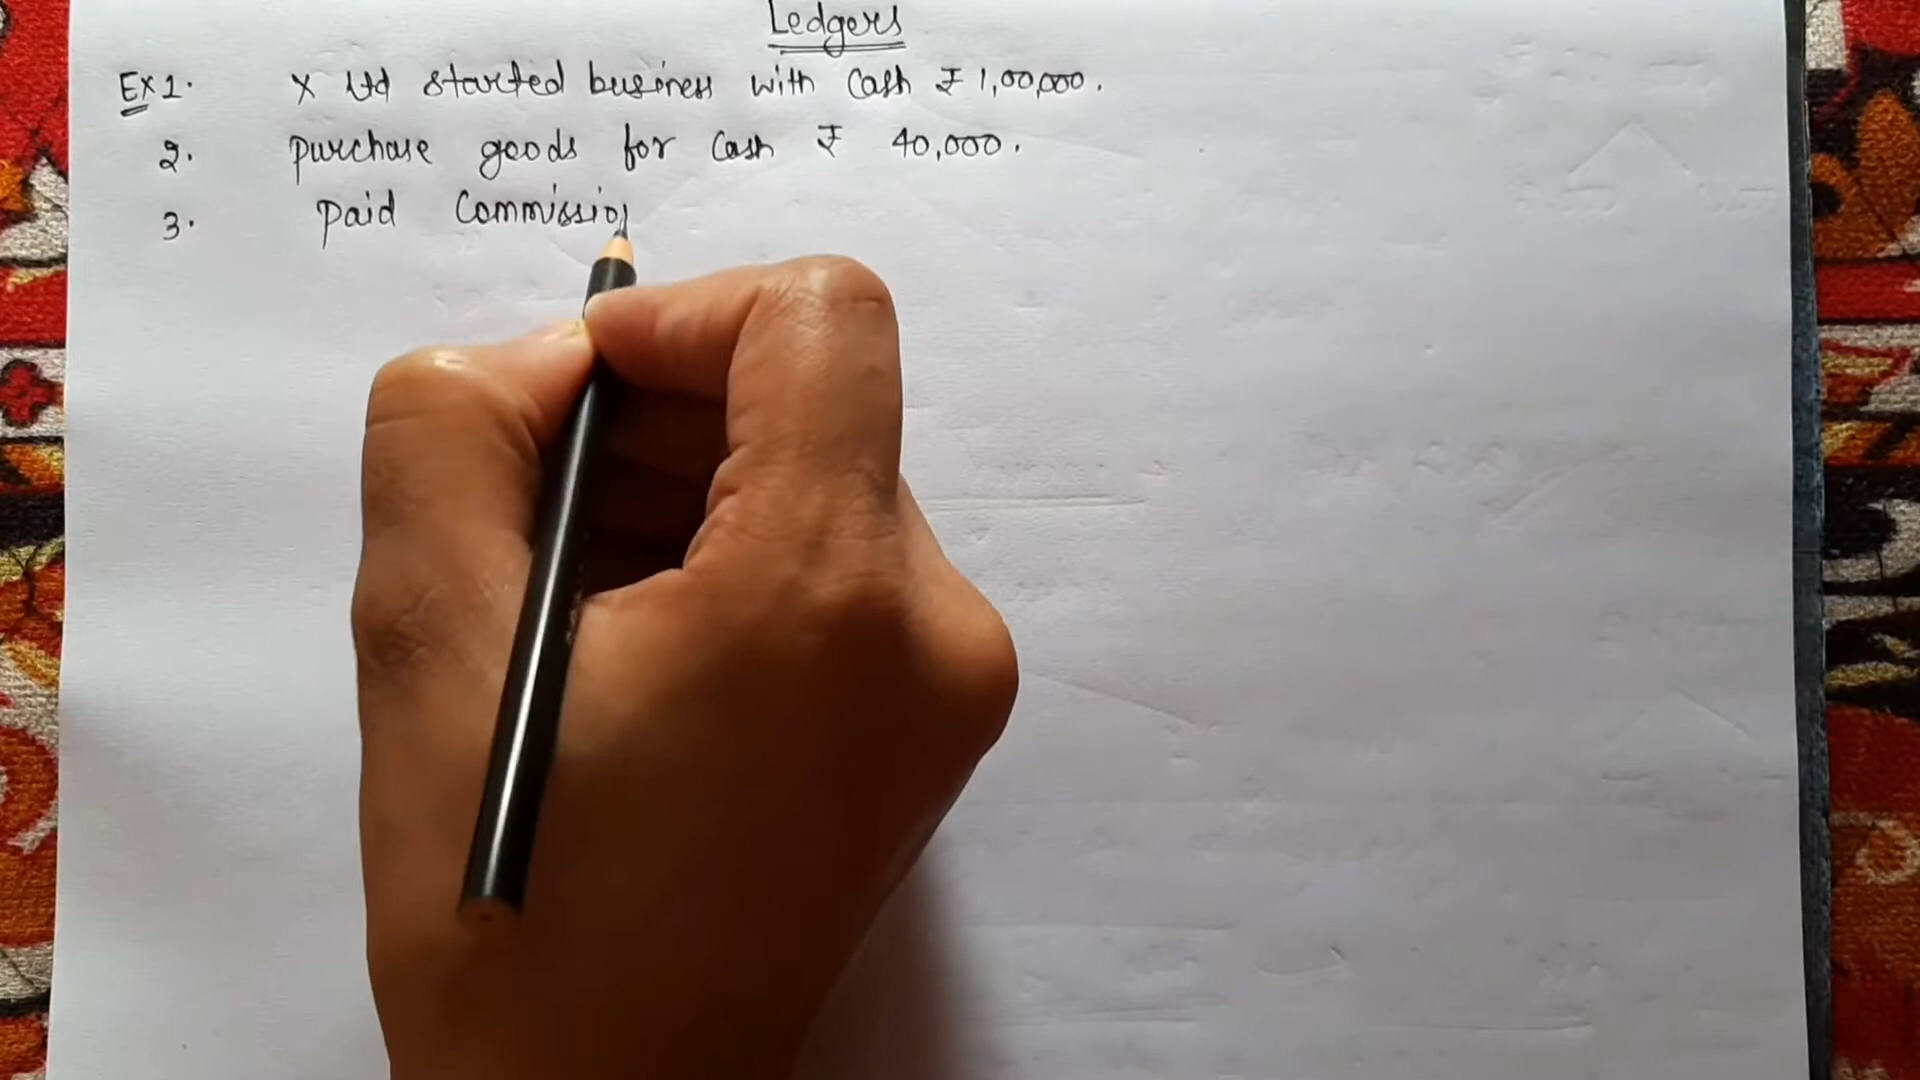 Ledgers
Ex 1. X Ltd started business with Cash ₹ 1,00,000.
2. purchase goods for Cash ₹ 40,000.
3. paid Commission